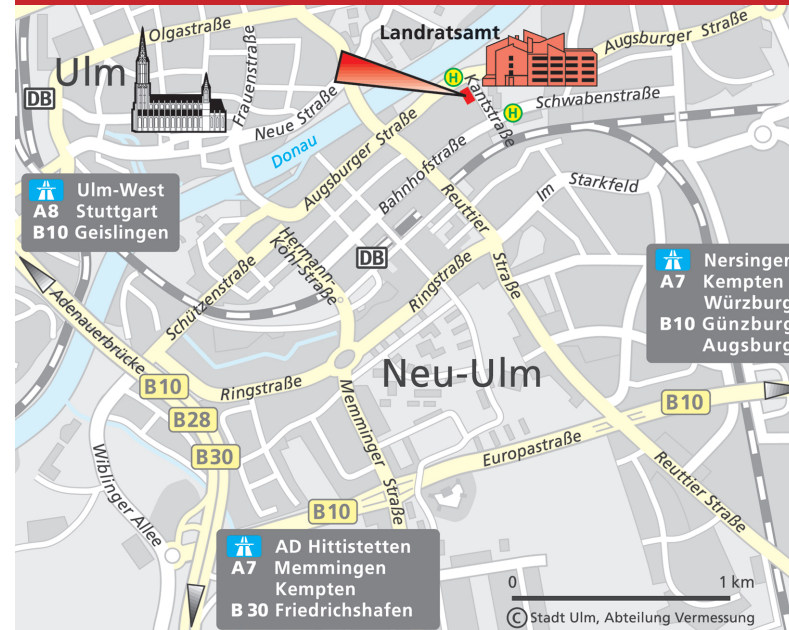 Olgastraße
Landratsamt
Augsburger Straße
Ulm
DB
Frauenstraße
H
Kantstraße
Schwabenstraße
H
Neue Straße
Donau
Augsburger Straße
Bahnhofstraße
Ulm-West
A8 Stuttgart
B10 Geislingen
Reuttier Straße
Im Starkfeld
Hermann-
Köhl-Straße
DB
Schützenstraße
Ringstraße
Nersingen
A7 Kempten
Würzburg
B10 Günzburg
Augsburg
Adenauerbrücke
B10
Ringstraße
Neu-Ulm
B28
Memminger Straße
B10
B30
Wiblinger Allee
Europastraße
Reuttier Straße
B10
AD Hittistetten
A7 Memmingen
Kempten
B 30 Friedrichshafen
0 1 km
© Stadt Ulm, Abteilung Vermessung